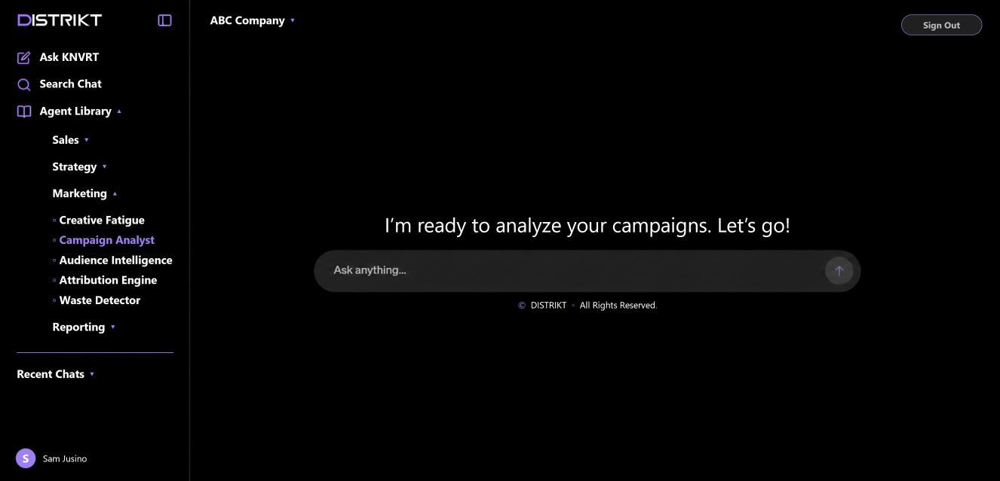 DISTRIKT
ABC Company
Sign Out
Ask KNVRT
Search Chat
Agent Library
Sales
Strategy
Marketing
Creative Fatigue
Campaign Analyst
Audience Intelligence
Attribution Engine
Waste Detector
Reporting
Recent Chats
I'm ready to analyze your campaigns. Let's go!
Ask anything...
© DISTRIKT • All Rights Reserved.
S Sam Jusino